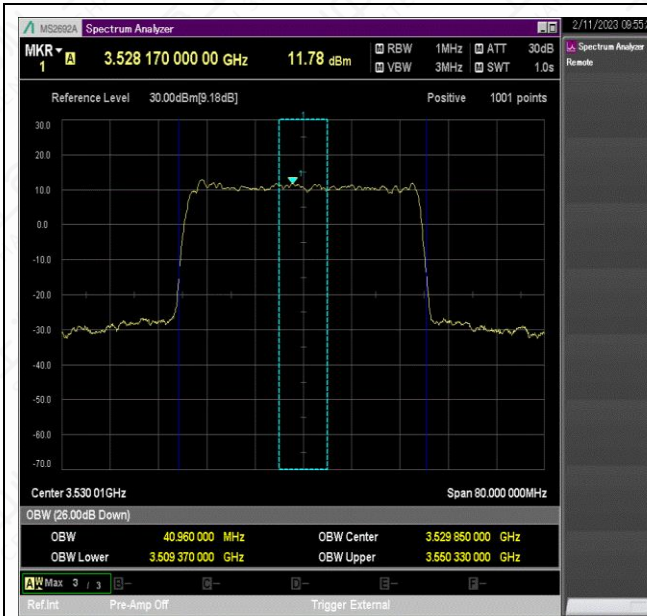 MS2692A Spectrum Analyzer
2/11/2023 09:55:
MKR 1 A 3.528 170 000 00 GHz 11.78 dBm
M RBW 1MHz M ATT 30dB
M VBW 3MHz M SWT 1.0s
Spectrum Analyzer
Remote
Reference Level 30.00dBm[9.18dB] Positive 1001 points
30.0
20.0
10.0
0.0
-10.0
-20.0
-30.0
-40.0
-50.0
-60.0
-70.0
1
Center 3.530 01GHz Span 80.000 000MHz
OBW (26.00dB Down)
OBW 40.960 000 MHz OBW Center 3.529 850 000 GHz
OBW Lower 3.509 370 000 GHz OBW Upper 3.550 330 000 GHz
A W Max 3 / 3 B- C- D- E- F-
Ref.Int Pre-Amp Off Trigger External